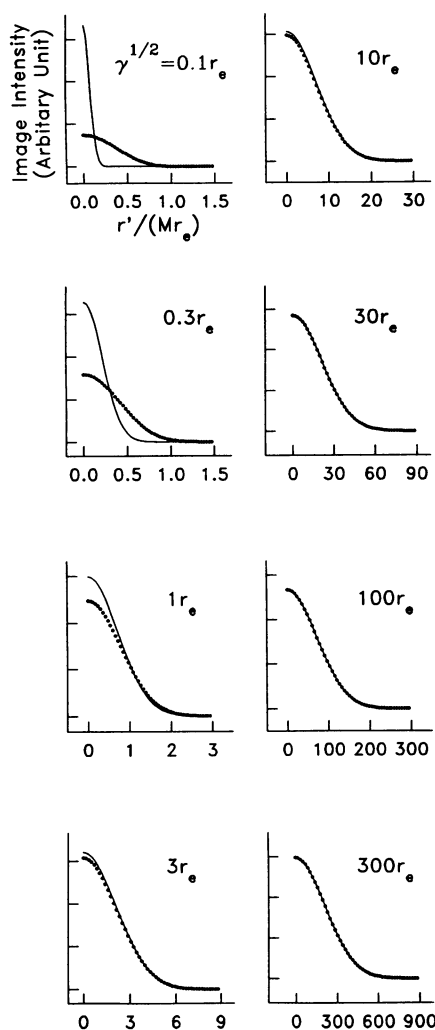 Image Intensity
(Arbitary Unit)
γ^{1/2}=0.1r_e
0.0 0.5 1.0 1.5
r'/(Mr_e)
10r_e
0 10 20 30
0.3r_e
0.0 0.5 1.0 1.5
30r_e
0 30 60 90
1r_e
0 1 2 3
100r_e
0 100 200 300
3r_e
0 3 6 9
300r_e
0 300 600 900